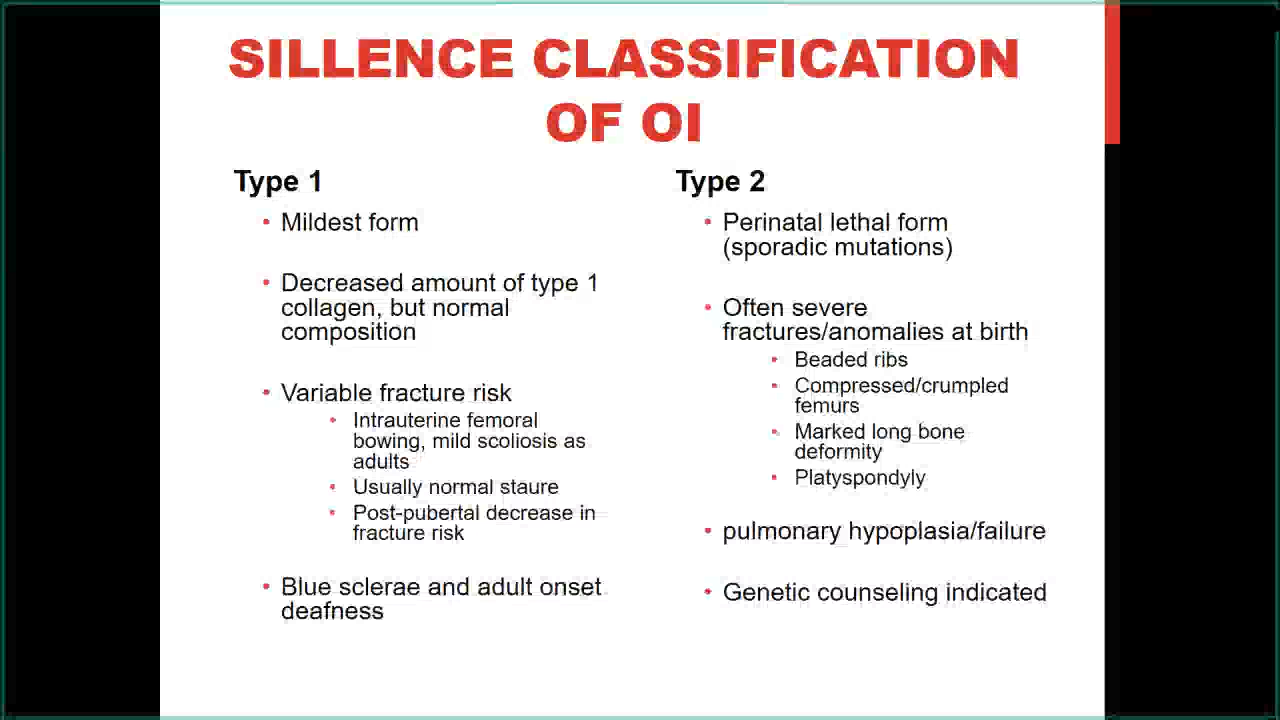 SILLENCE CLASSIFICATION
OF OI
Type 1
• Mildest form
• Decreased amount of type 1
collagen, but normal
composition
• Variable fracture risk
• Intrauterine femoral
bowing, mild scoliosis as
adults
• Usually normal staure
• Post-pubertal decrease in
fracture risk
• Blue sclerae and adult onset
deafness
Type 2
• Perinatal lethal form
(sporadic mutations)
• Often severe
fractures/anomalies at birth
• Beaded ribs
• Compressed/crumpled
femurs
• Marked long bone
deformity
• Platyspondyly
• pulmonary hypoplasia/failure
• Genetic counseling indicated